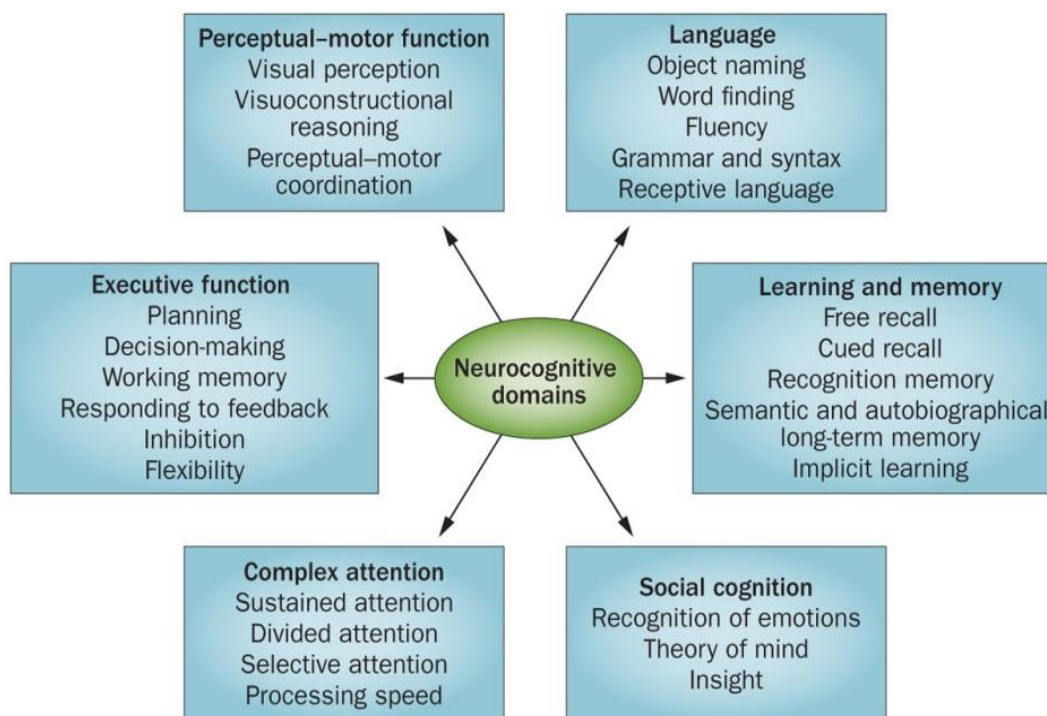 Perceptual–motor function
Visual perception
Visuoconstructional
reasoning
Perceptual–motor
coordination
Language
Object naming
Word finding
Fluency
Grammar and syntax
Receptive language
Executive function
Planning
Decision-making
Working memory
Responding to feedback
Inhibition
Flexibility
Neurocognitive
domains
Learning and memory
Free recall
Cued recall
Recognition memory
Semantic and autobiographical
long-term memory
Implicit learning
Complex attention
Sustained attention
Divided attention
Selective attention
Processing speed
Social cognition
Recognition of emotions
Theory of mind
Insight